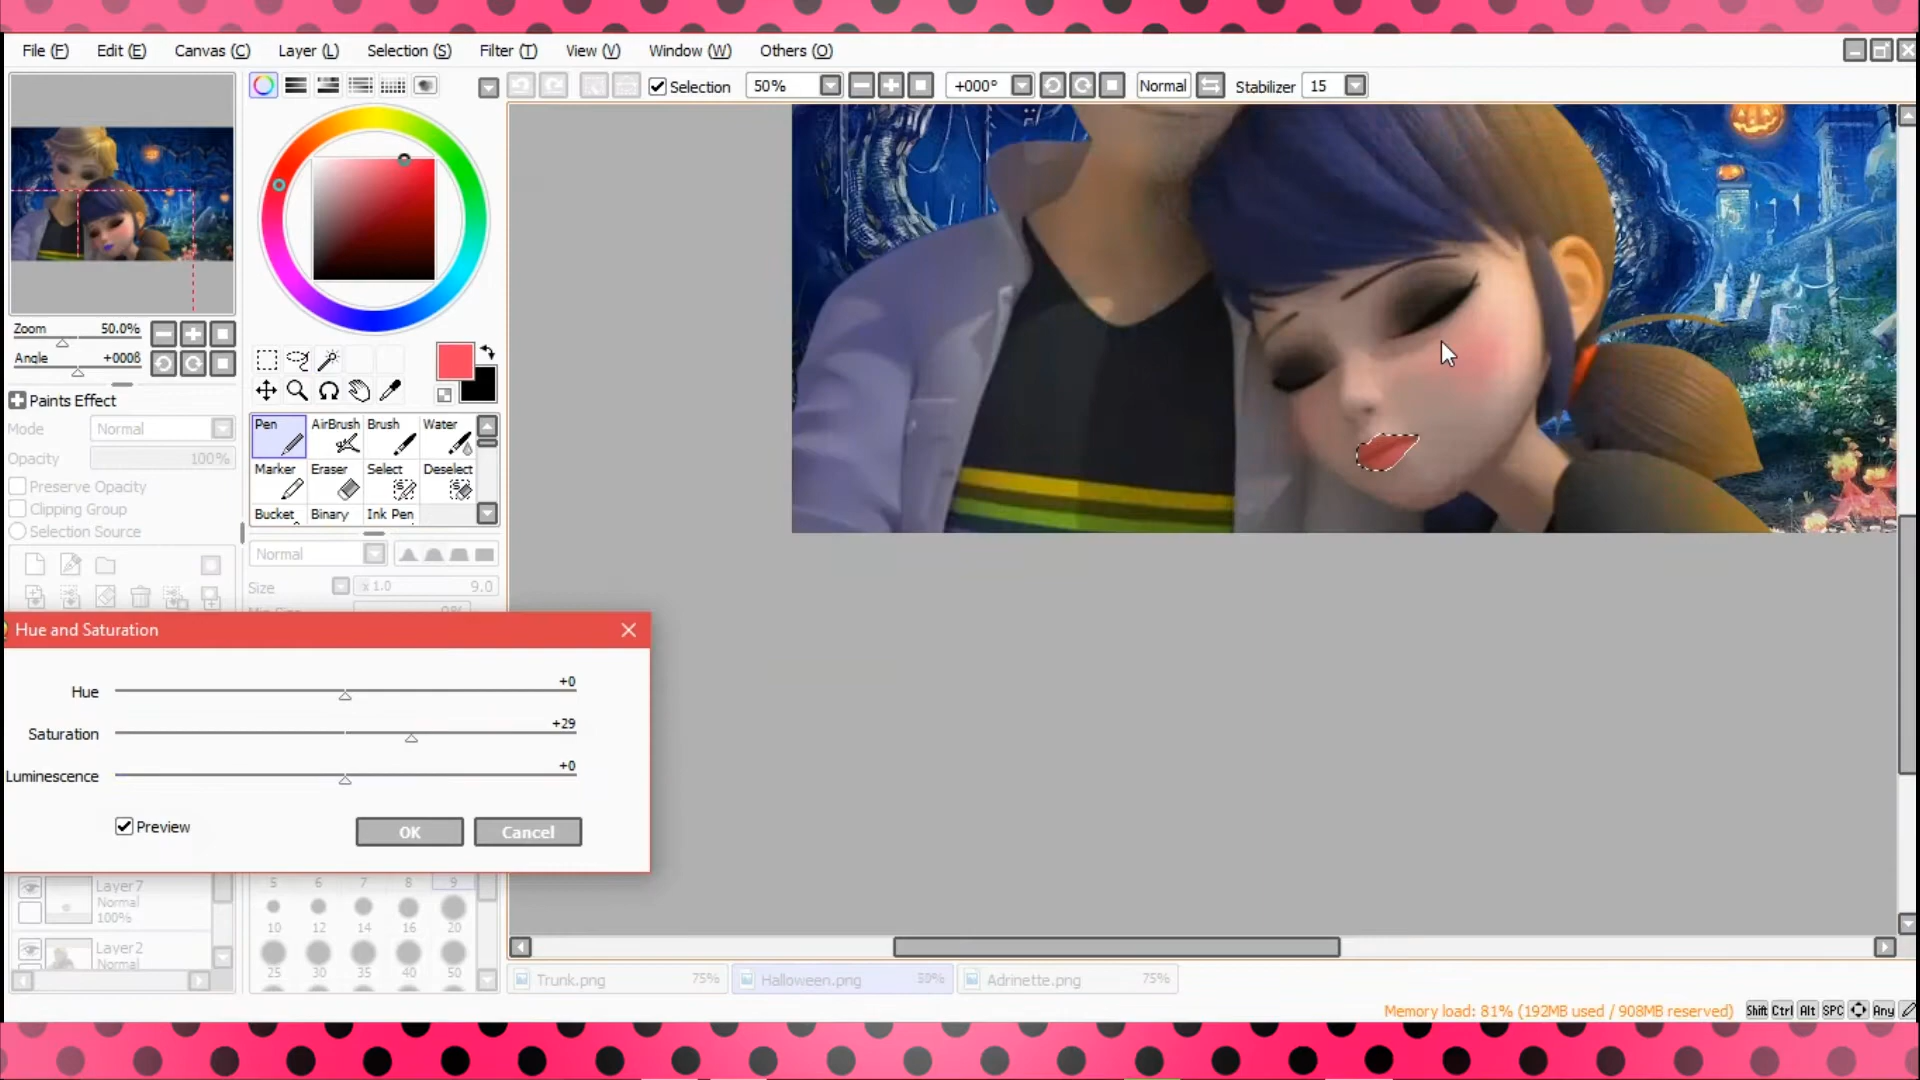 File (F) Edit (E) Canvas (C) Layer (L) Selection (S) Filter (T) View (V) Window (W) Others (O)
Selection 50% +000° Normal Stabilizer 15
Zoom 50.0%
Angle +000ß
Paints Effect
Mode Normal
Opacity 100%
Preserve Opacity
Clipping Group
Selection Source
Pen AirBrush Brush Water
Marker Eraser Select Deselect
Bucket Binary Ink Pen
Normal
Size x 1.0 9.0
Hue and Saturation
Hue +0
Saturation +29
Luminescence +0
Preview OK Cancel
Layer7
Normal
100%
Layer2
Normal
5 6 7 8 9
10 12 14 16 20
25 30 35 40 50
Trunk.png 75% Halloween.png 50% Adrinette.png 75%
Memory load: 81% (192MB used / 908MB reserved) Shift Ctrl Alt SPC Any